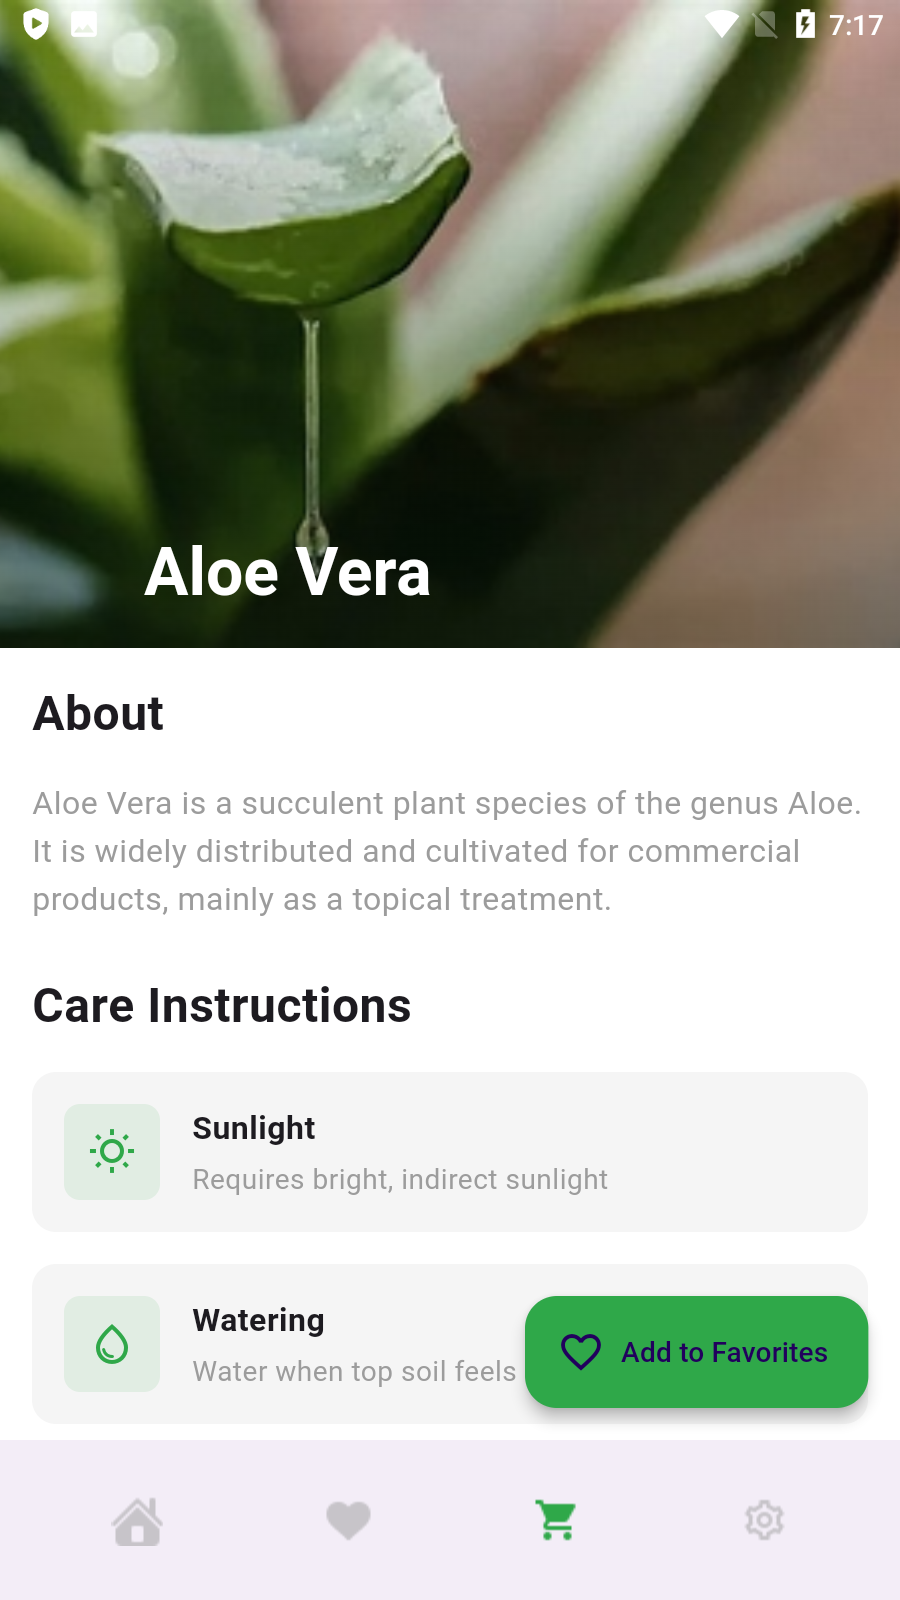 7:17
Aloe Vera
About
Aloe Vera is a succulent plant species of the genus Aloe.
It is widely distributed and cultivated for commercial
products, mainly as a topical treatment.
Care Instructions
Sunlight
Requires bright, indirect sunlight
Watering
Water when top soil feels
Add to Favorites